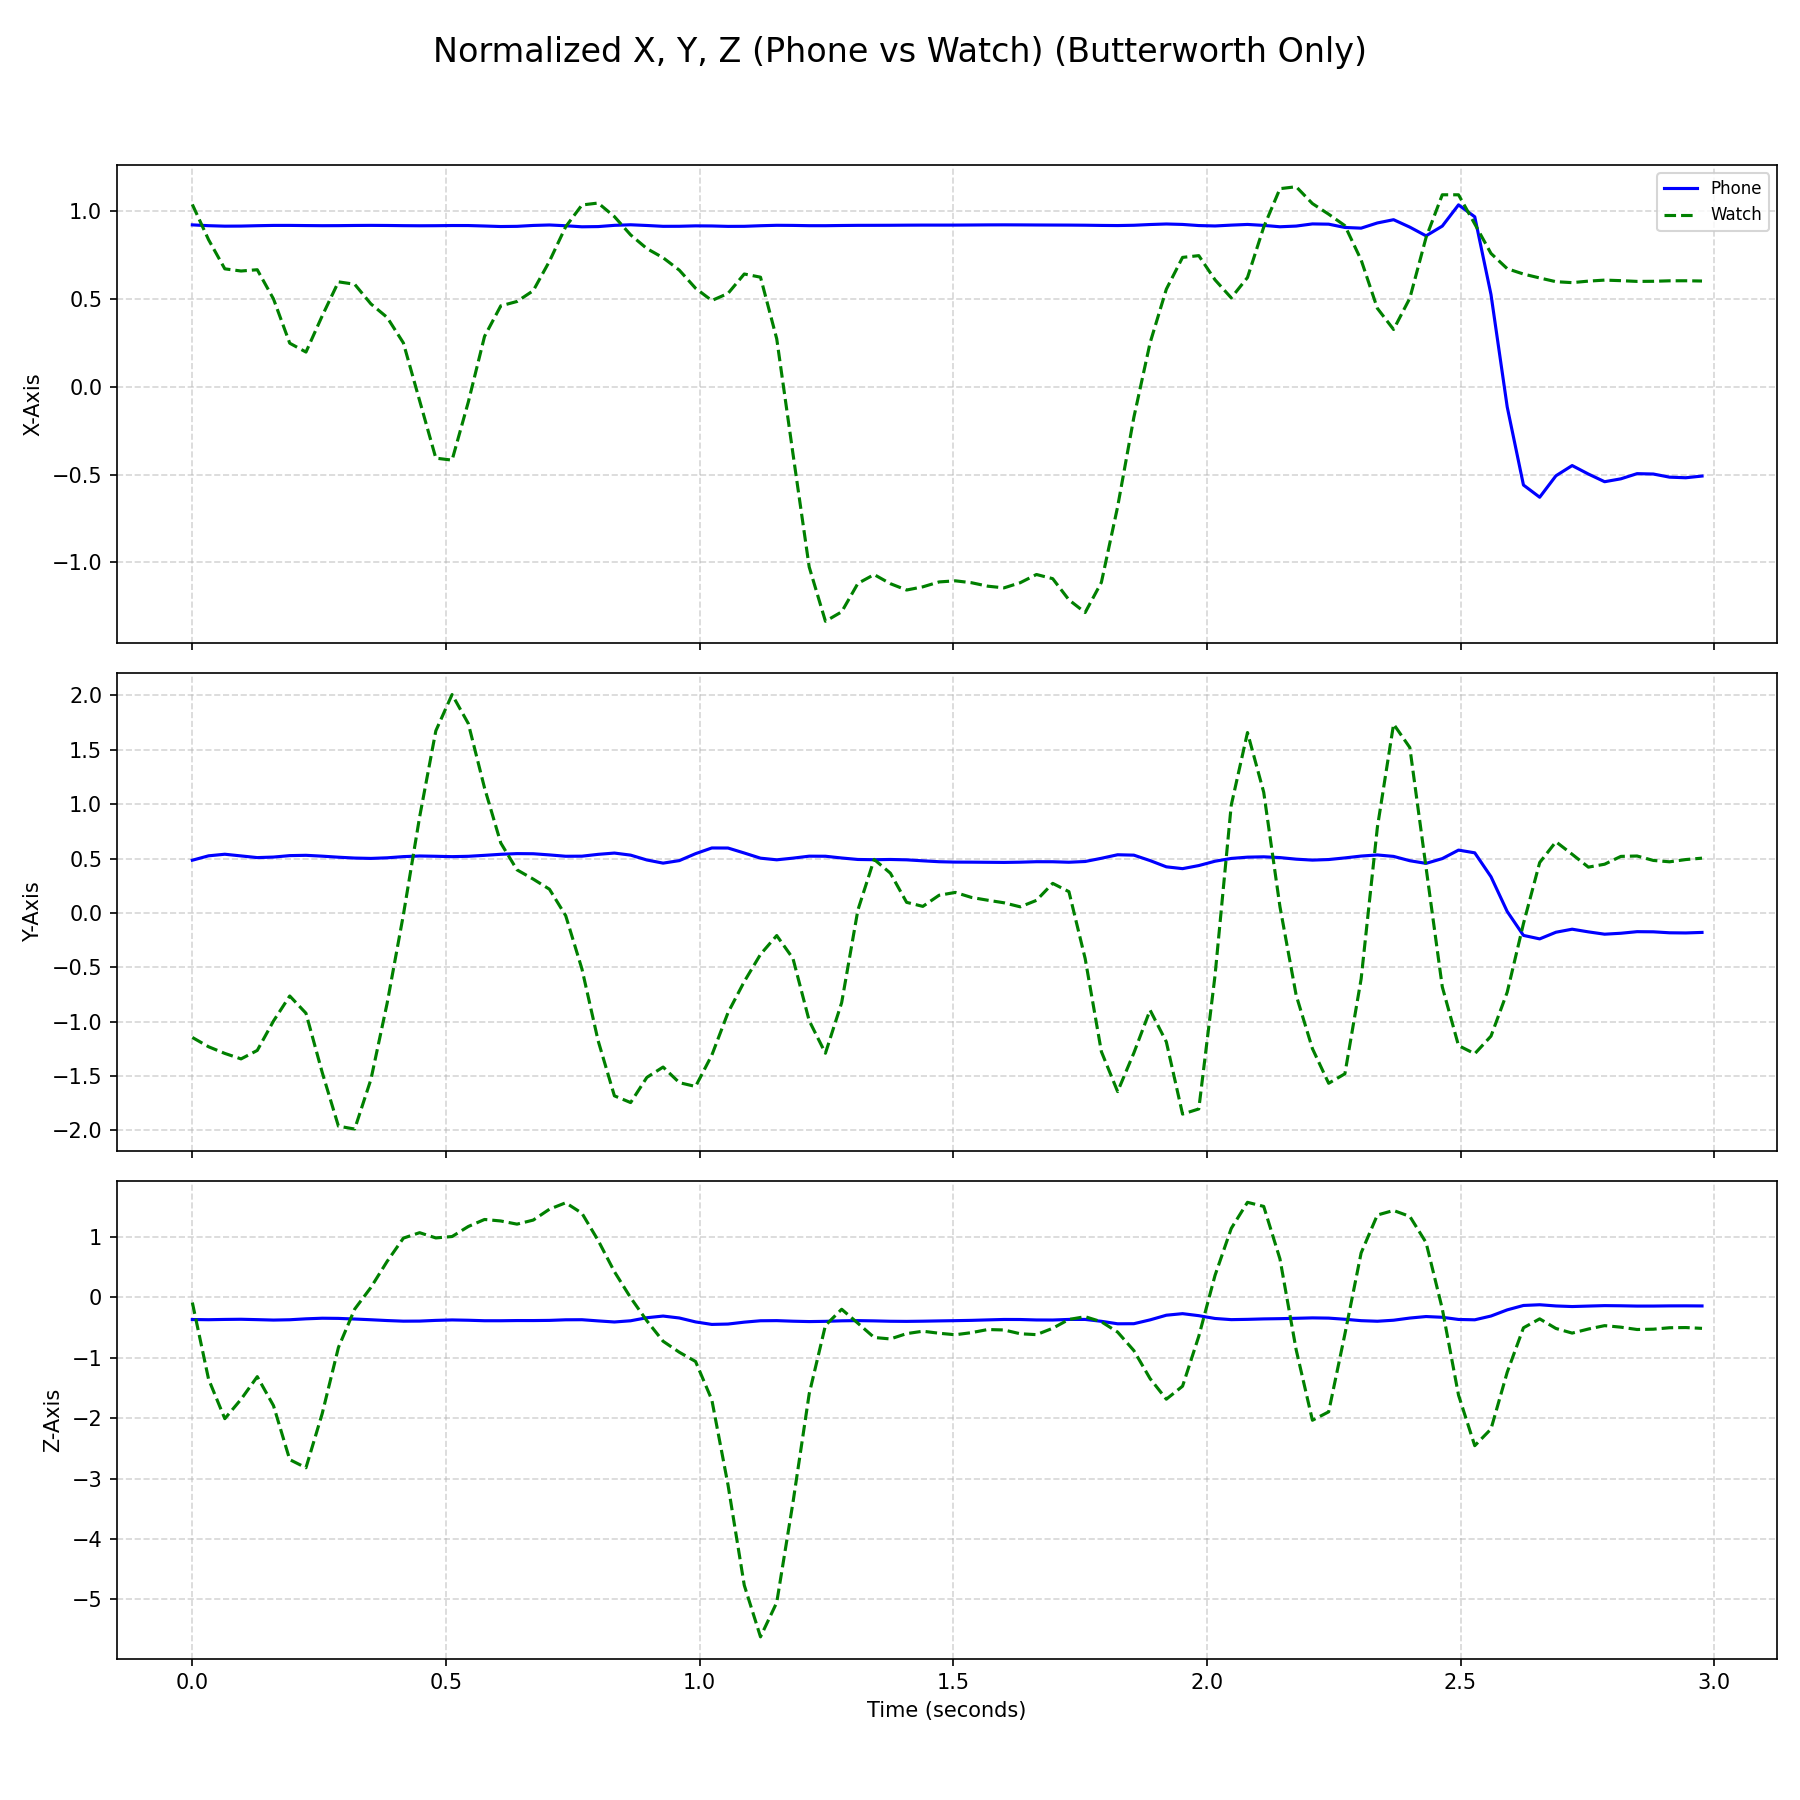 Normalized X, Y, Z (Phone vs Watch) (Butterworth Only)
Phone
Watch
1.0
0.5
0.0
−0.5
−1.0
X-Axis
2.0
1.5
1.0
0.5
0.0
−0.5
−1.0
−1.5
−2.0
Y-Axis
1
0
−1
−2
−3
−4
−5
Z-Axis
0.0 0.5 1.0 1.5 2.0 2.5 3.0
Time (seconds)